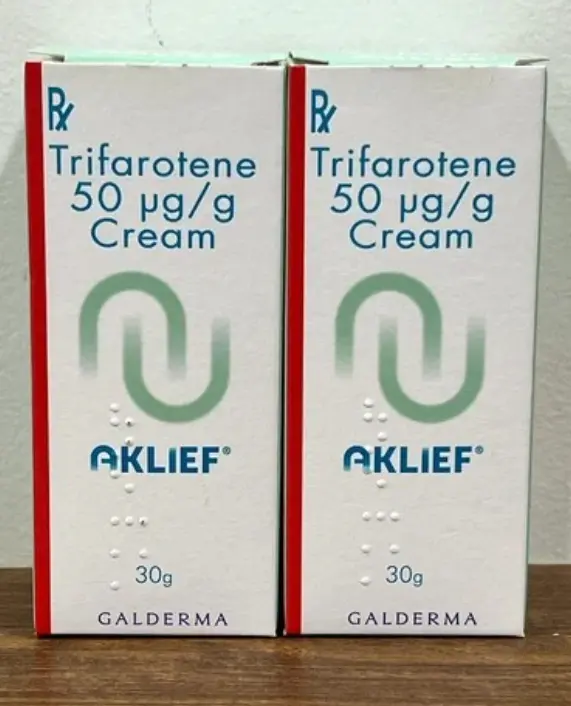 Rx
Trifarotene
50 µg/g
Cream
AKLIEF®
30g
GALDERMA
Rx
Trifarotene
50 µg/g
Cream
AKLIEF®
30g
GALDERMA